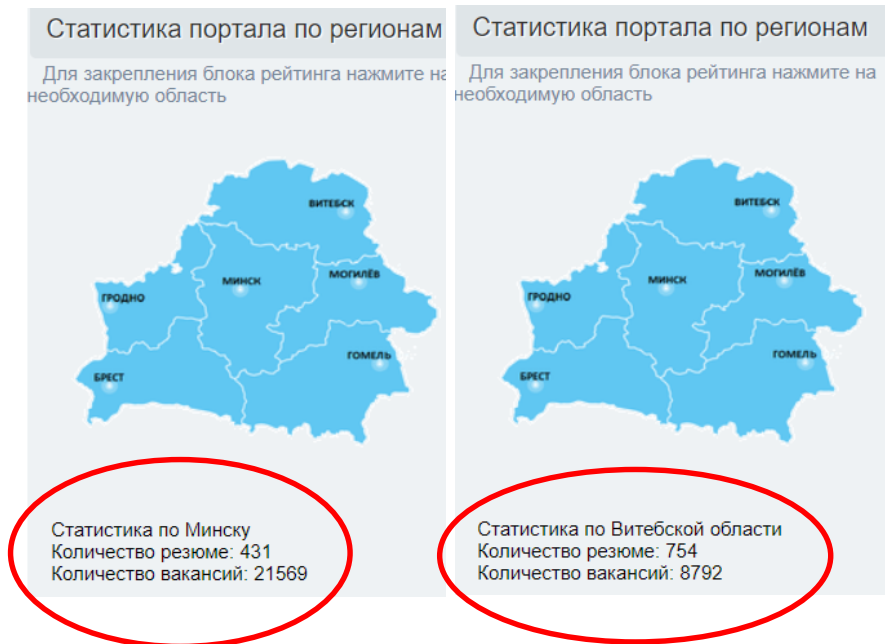 Статистика портала по регионам
Для закрепления блока рейтинга нажмите на
необходимую область
ВИТЕБСК
МИНСК
МОГИЛЁВ
ГРОДНО
ГОМЕЛЬ
БРЕСТ
Статистика по Минску
Количество резюме: 431
Количество вакансий: 21569
Статистика портала по регионам
Для закрепления блока рейтинга нажмите на
необходимую область
ВИТЕБСК
МИНСК
МОГИЛЁВ
ГРОДНО
ГОМЕЛЬ
БРЕСТ
Статистика по Витебской области
Количество резюме: 754
Количество вакансий: 8792